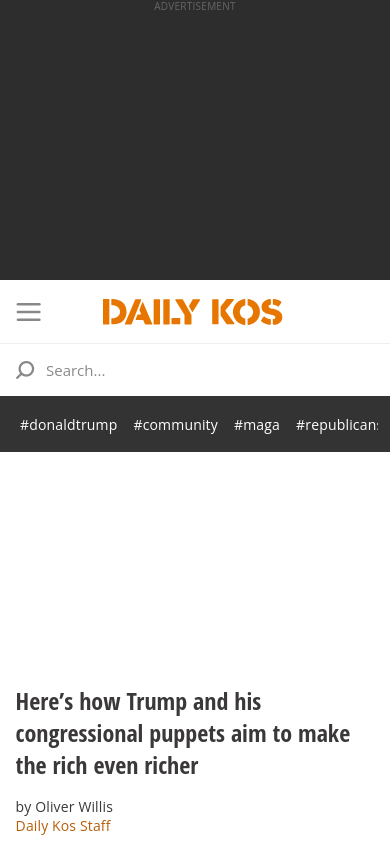 ADVERTISEMENT
DAILY KOS
Search...
#donaldtrump #community #maga #republicans
Here’s how Trump and his
congressional puppets aim to make
the rich even richer
by Oliver Willis
Daily Kos Staff